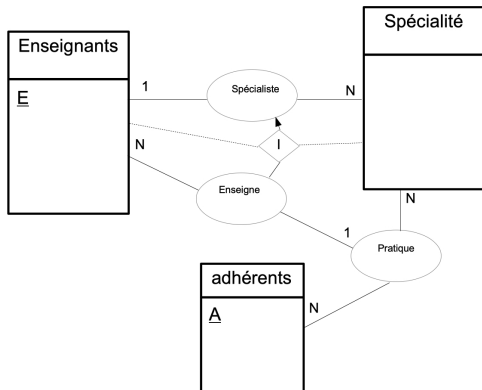 Enseignants
Spécialité
E
1
Spécialiste
N
I
N
Enseigne
N
1
Pratique
adhérents
N
A